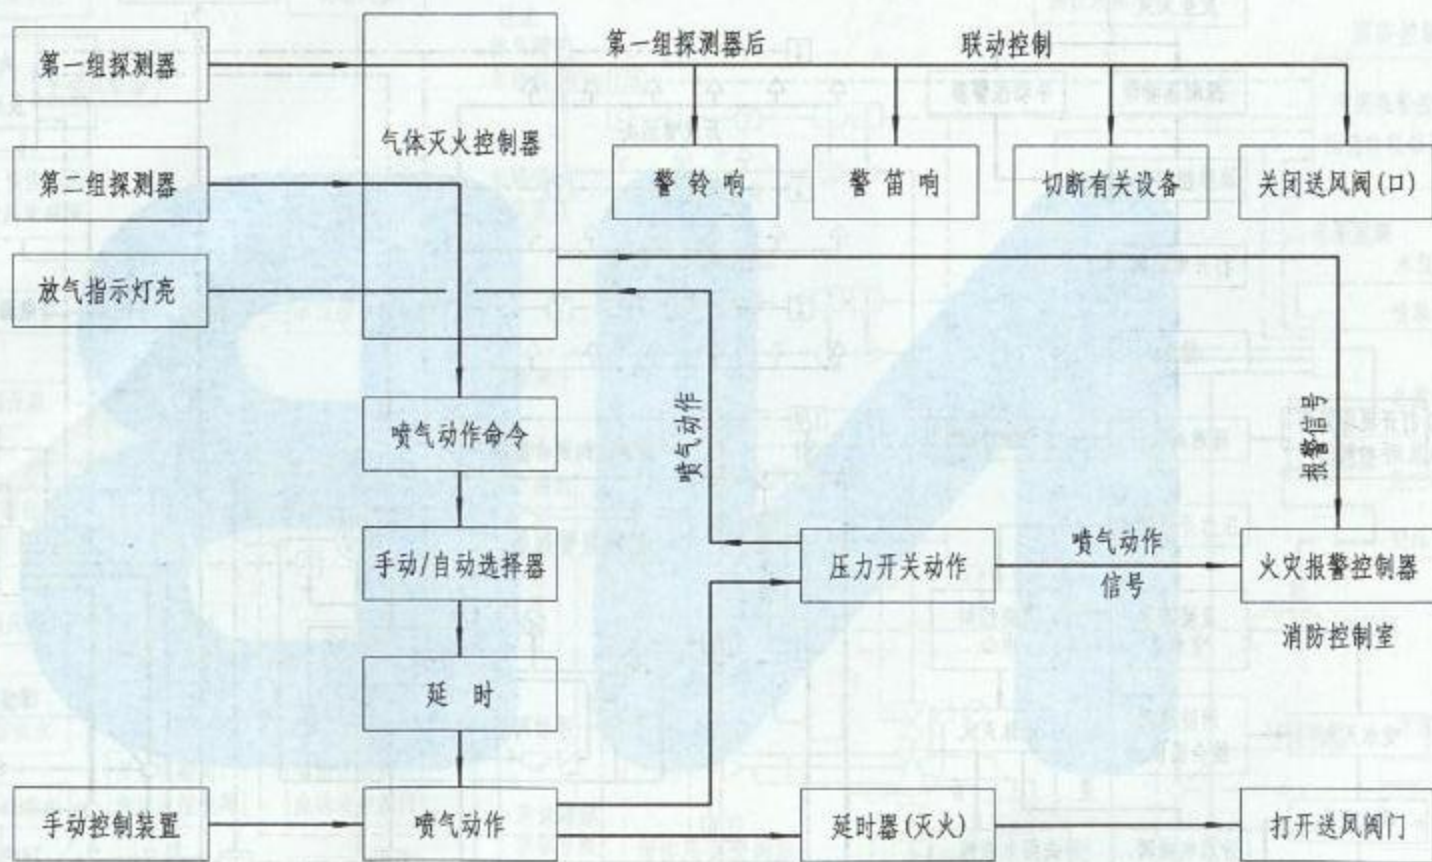 第一组探测器
第一组探测器后
联动控制
气体灭火控制器
第二组探测器
警铃响
警笛响
切断有关设备
关闭送风阀(口)
放气指示灯亮
喷气动作命令
喷气动作
报警信号
手动/自动选择器
压力开关动作
喷气动作
信号
火灾报警控制器
消防控制室
延时
手动控制装置
喷气动作
延时器(灭火)
打开送风阀门